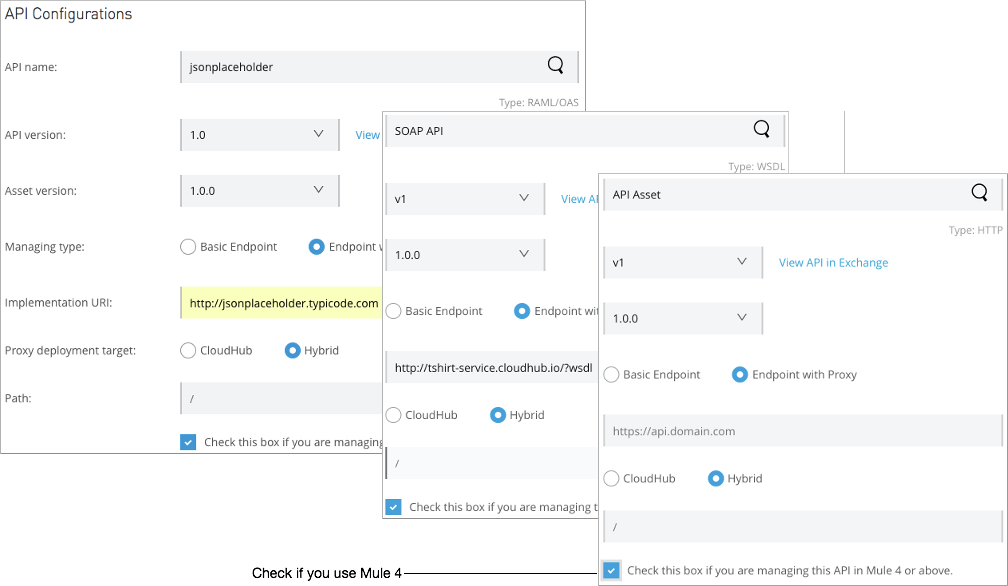 API Configurations
API name:
jsonplaceholder
Type: RAML/OAS
API version:
1.0
View
Asset version:
1.0.0
Managing type:
Basic Endpoint
Endpoint w
Implementation URI:
http://jsonplaceholder.typicode.com
Proxy deployment target:
CloudHub
Hybrid
Path:
/
Check this box if you are managing
SOAP API
Type: WSDL
v1
View AP
1.0.0
Basic Endpoint
Endpoint wit
http://tshirt-service.cloudhub.io/?wsdl
CloudHub
Hybrid
/
Check this box if you are managing t
API Asset
Type: HTTP
v1
View API in Exchange
1.0.0
Basic Endpoint
Endpoint with Proxy
https://api.domain.com
CloudHub
Hybrid
/
Check this box if you are managing this API in Mule 4 or above.
Check if you use Mule 4